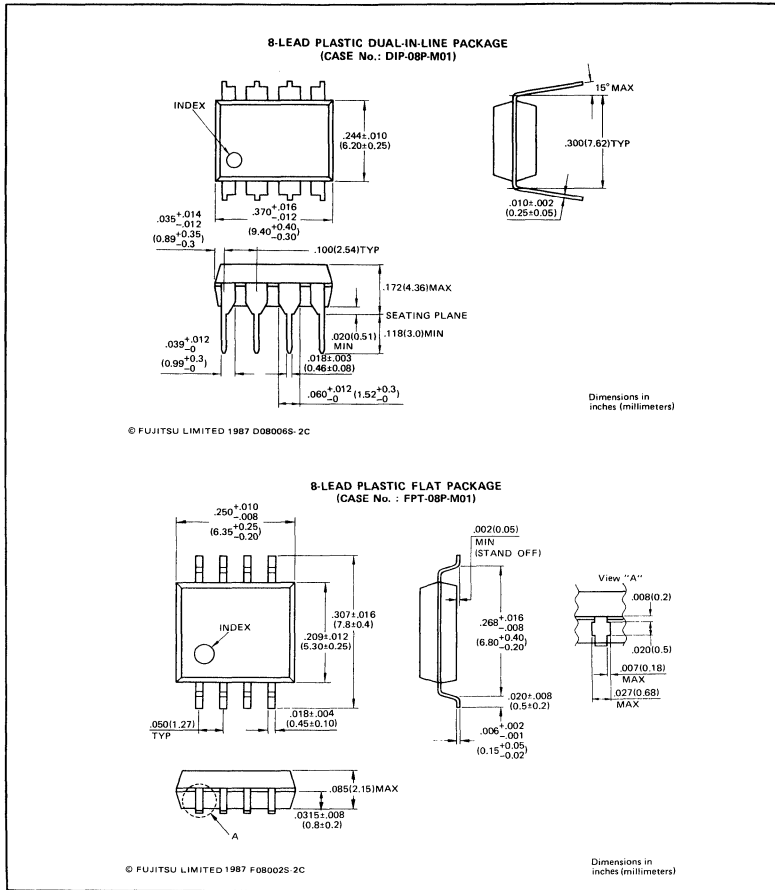 8-LEAD PLASTIC DUAL-IN-LINE PACKAGE
(CASE No.: DIP-08P-M01)
INDEX
.244±.010
(6.20±0.25)
15° MAX
.300(7.62)TYP
.010±.002
(0.25±0.05)
.035 +.014 -.012
(0.89 +0.35 -0.3)
.370 +.016 -.012
(9.40 +0.40 -0.30)
.100(2.54)TYP
.172(4.36)MAX
SEATING PLANE
.020(0.51)
MIN
.118(3.0)MIN
.039 +.012 -0
(0.99 +0.3 -0)
.018±.003
(0.46±0.08)
.060 +.012 -0 (1.52 +0.3 -0)
Dimensions in
inches (millimeters)
© FUJITSU LIMITED 1987 D08006S-2C
8-LEAD PLASTIC FLAT PACKAGE
(CASE No. : FPT-08P-M01)
.250 +.010 -.008
(6.35 +0.25 -0.20)
INDEX
.209±.012
(5.30±0.25)
.307±.016
(7.8±0.4)
.050(1.27)
TYP
.018±.004
(0.45±0.10)
.002(0.05)
MIN
(STAND OFF)
.268 +.016 -.008
(6.80 +0.40 -0.20)
.020±.008
(0.5±0.2)
.006 +.002 -.001
(0.15 +0.05 -0.02)
View "A"
.008(0.2)
.020(0.5)
.007(0.18)
MAX
.027(0.68)
MAX
.085(2.15)MAX
.0315±.008
(0.8±0.2)
A
© FUJITSU LIMITED 1987 F08002S-2C
Dimensions in
inches (millimeters)